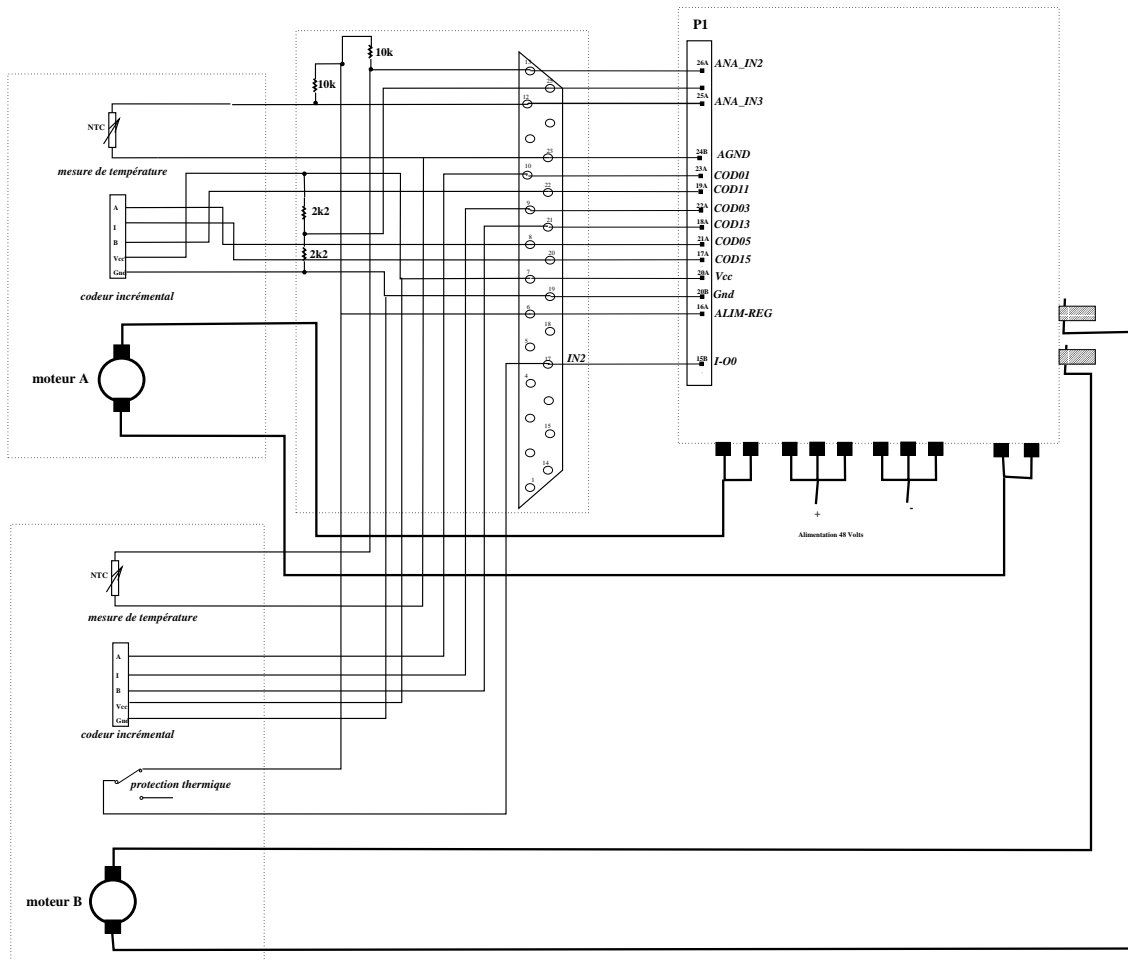 P1
10k
10k
13
26A
ANA_IN2
25
12
25A
ANA_IN3
NTC
23
24B
AGND
mesure de température
10
23A
COD01
22
19A
COD11
A
2k2
9
22A
COD03
I
21
18A
COD13
B
8
21A
COD05
Vcc
2k2
20
17A
COD15
Gnd
7
20A
Vcc
codeur incrémental
19
20B
Gnd
6
16A
ALIM-REG
18
5
17
IN2
15B
I-O0
moteur A
4
15
14
1
+
-
Alimentation 48 Volts
NTC
mesure de température
A
I
B
Vcc
Gnd
codeur incrémental
protection thermique
moteur B